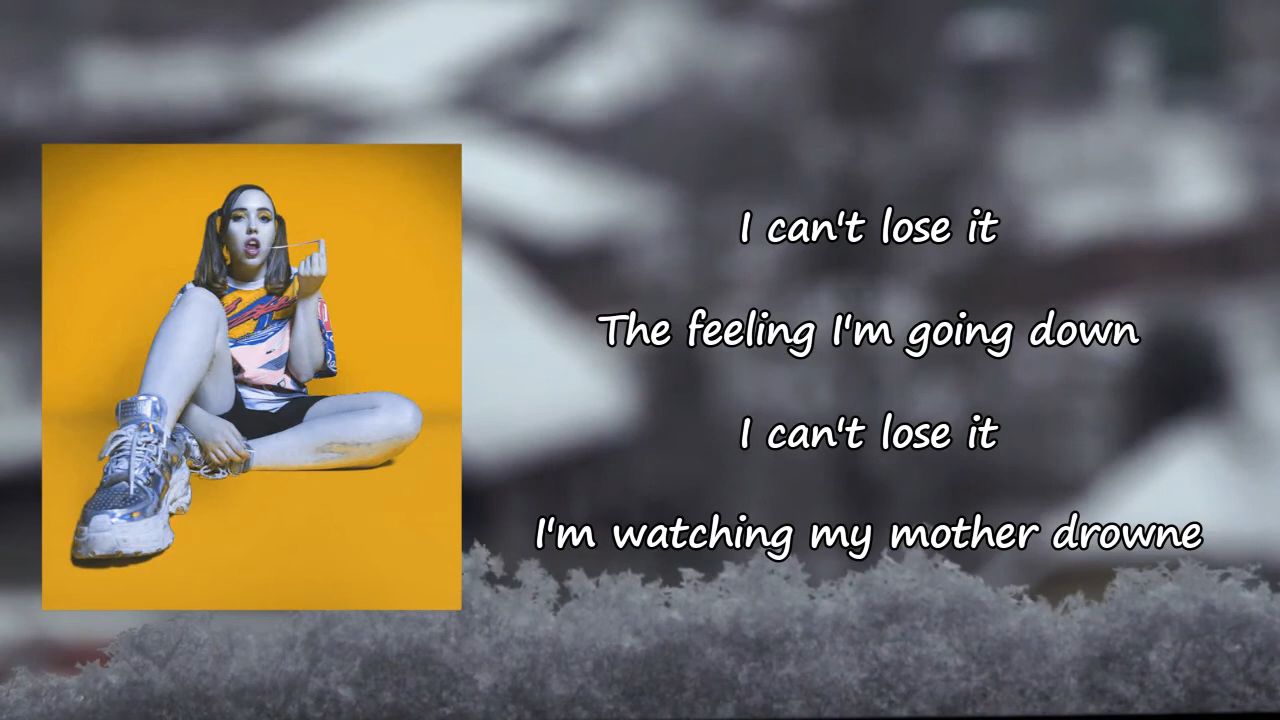 I can't lose it
The feeling I'm going down
I can't lose it
I'm watching my mother drowne